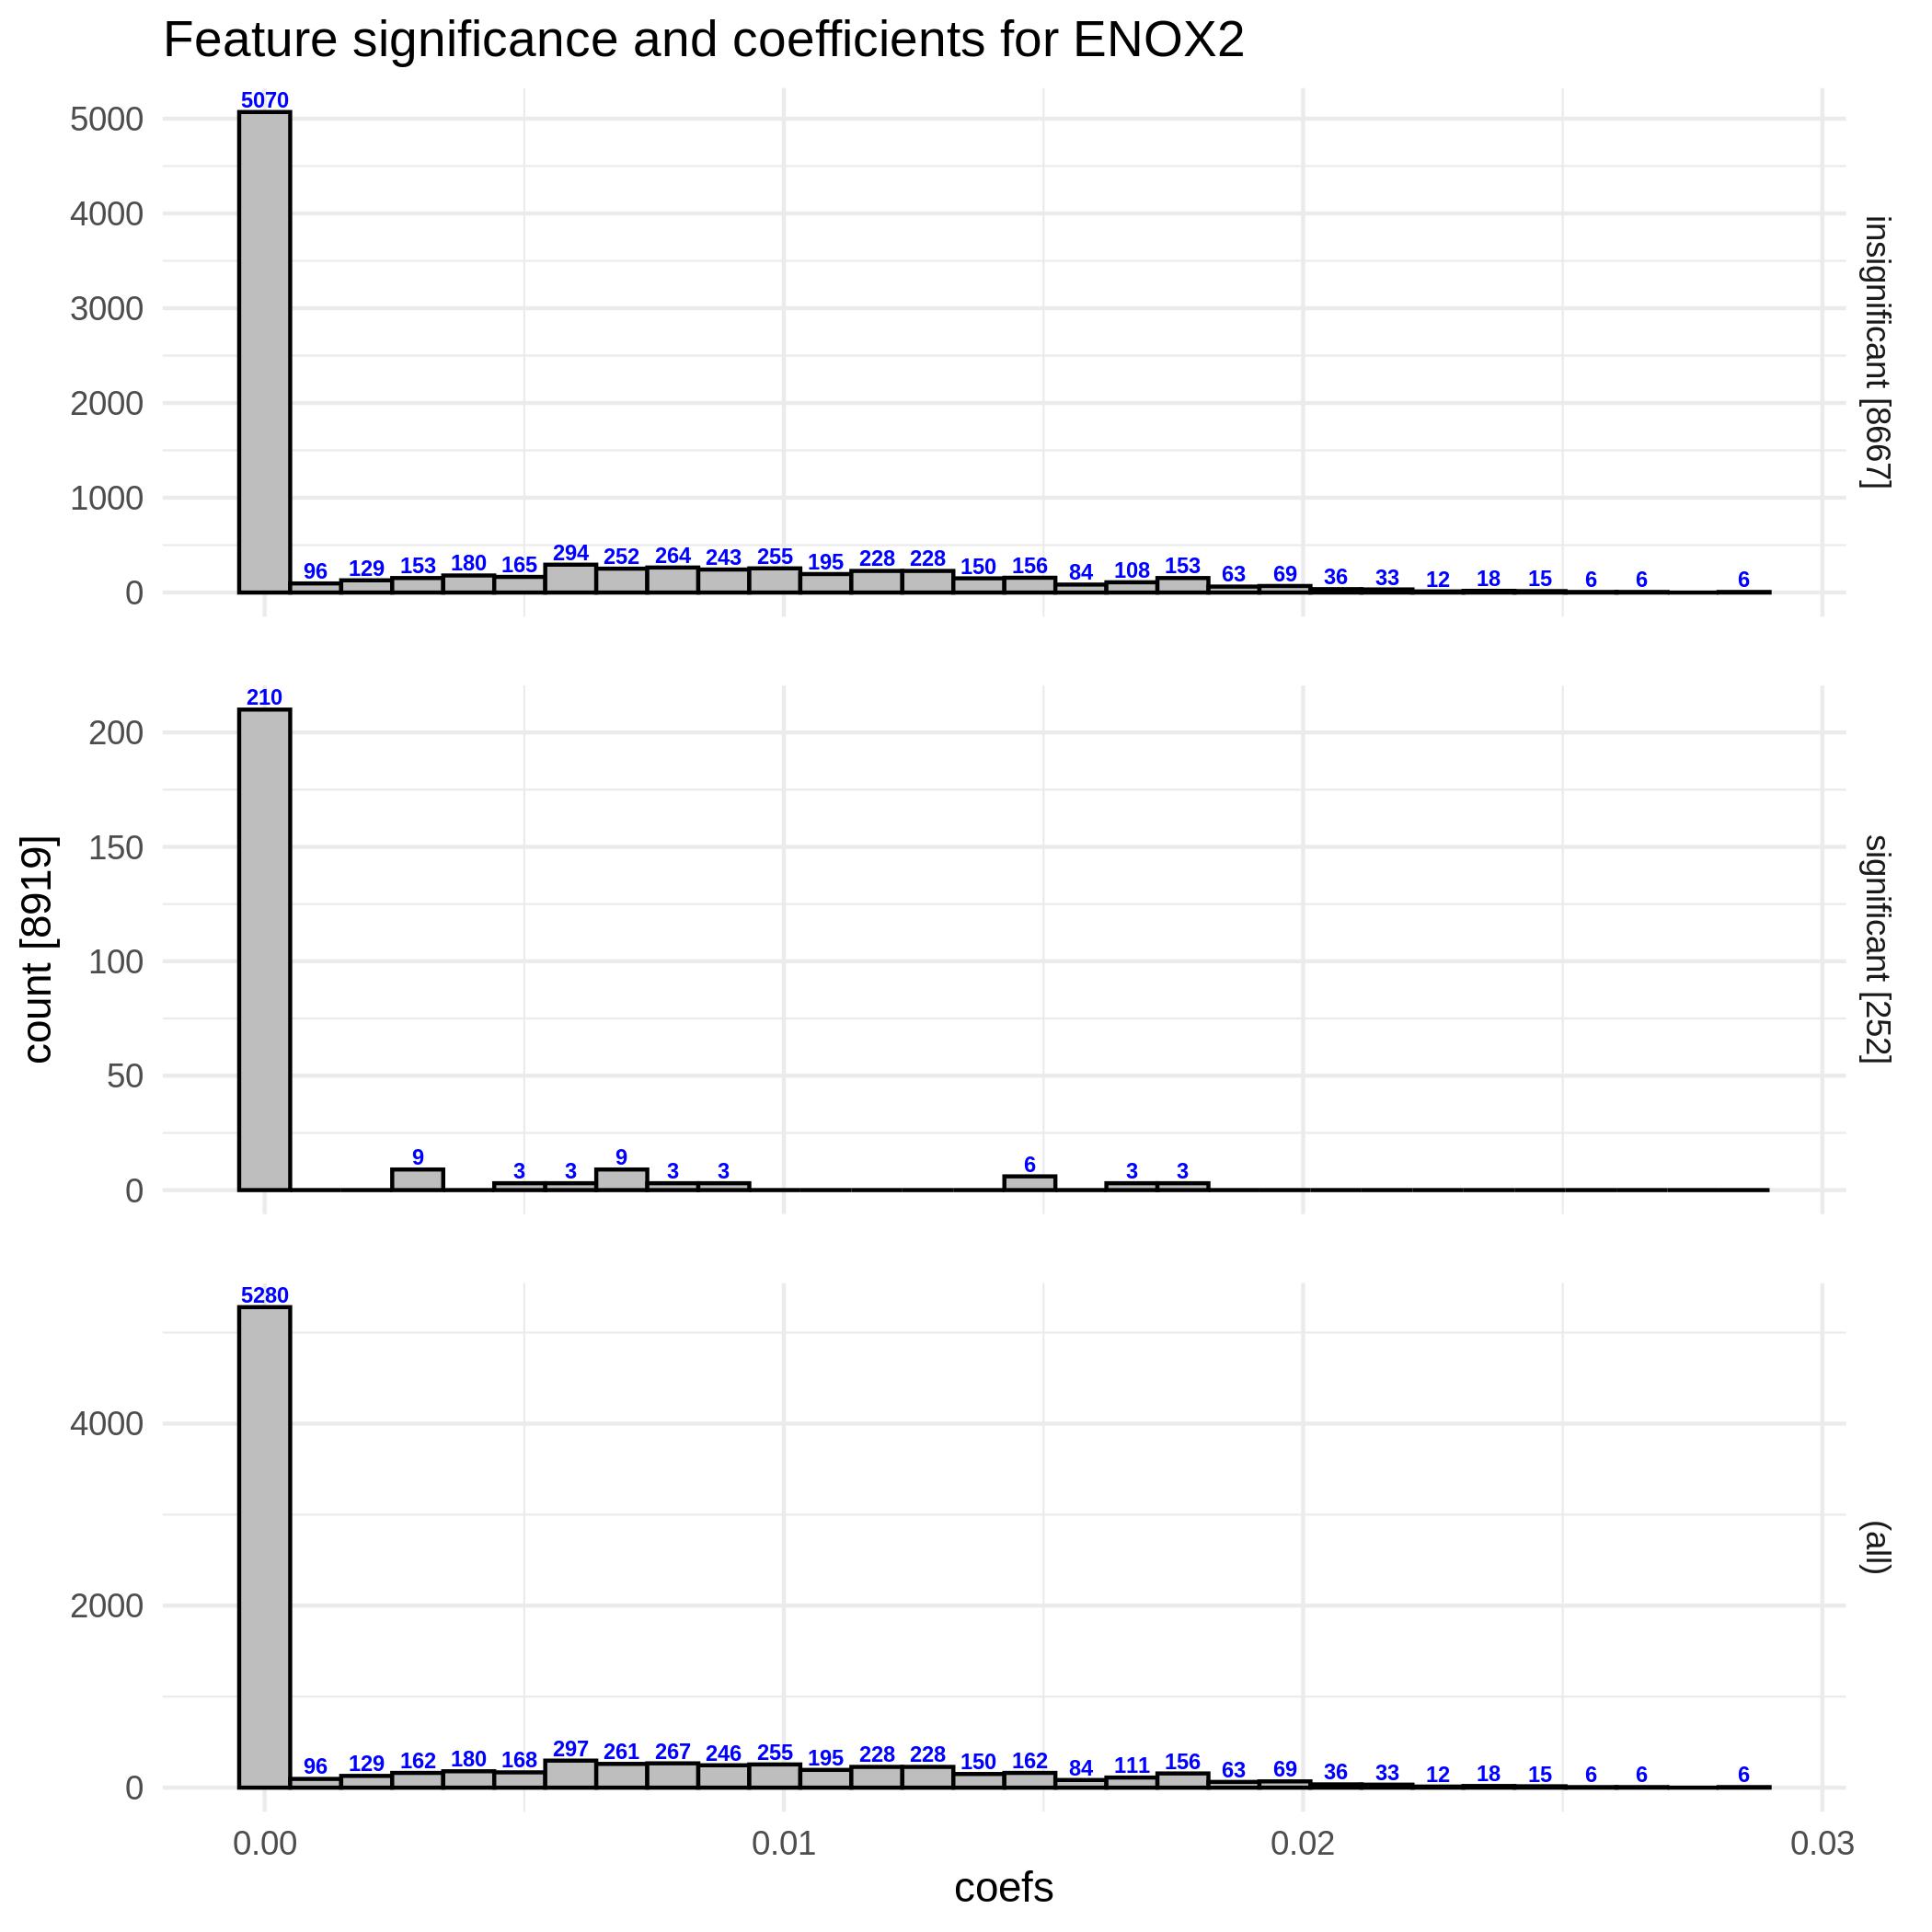 Feature significance and coefficients for ENOX2
5070
5000
4000
3000
2000
1000
0
96 129 153 180 165 294 252 264 243 255 195 228 228 150 156 84 108 153 63 69 36 33 12 18 15 6 6 6
insignificant [8667]
210
200
150
100
50
0
9 3 3 9 3 3 6 3 3
significant [252]
count [8919]
5280
4000
2000
0
96 129 162 180 168 297 261 267 246 255 195 228 228 150 162 84 111 156 63 69 36 33 12 18 15 6 6 6
(all)
0.00 0.01 0.02 0.03
coefs